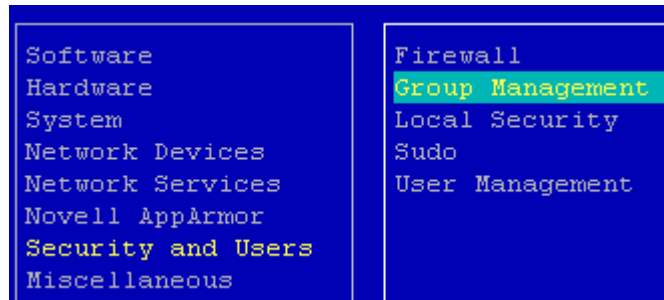 Software
Hardware
System
Network Devices
Network Services
Novell AppArmor
Security and Users
Miscellaneous
Firewall
Group Management
Local Security
Sudo
User Management